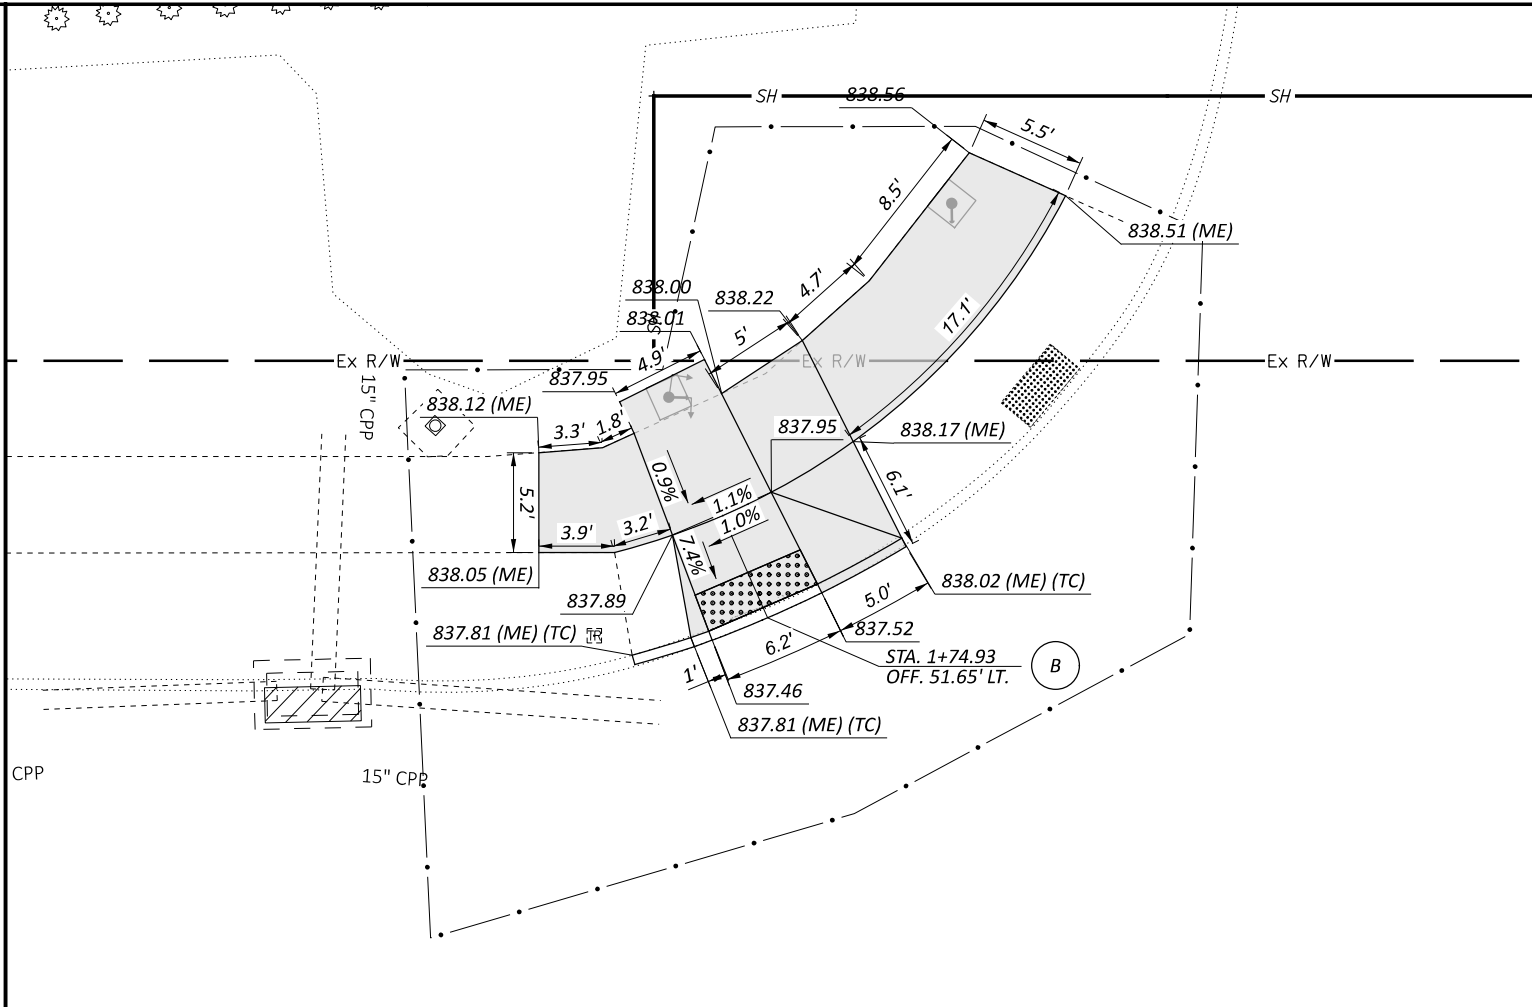 SH
SH
838.56
5.5'
8.5'
838.51 (ME)
838.00
838.22
4.7'
838.01
SH
5'
17.1'
Ex R/W
4.9'
Ex R/W
Ex R/W
837.95
15" CPP
838.12 (ME)
1.8'
3.3'
837.95
838.17 (ME)
0.9%
1.1%
6.1'
5.2'
1.0%
3.2'
3.9'
7.4%
838.05 (ME)
838.02 (ME) (TC)
837.89
5.0'
837.81 (ME) (TC)
TR
837.52
6.2'
STA. 1+74.93
OFF. 51.65' LT.
B
1'
837.46
837.81 (ME) (TC)
CPP
15" CPP